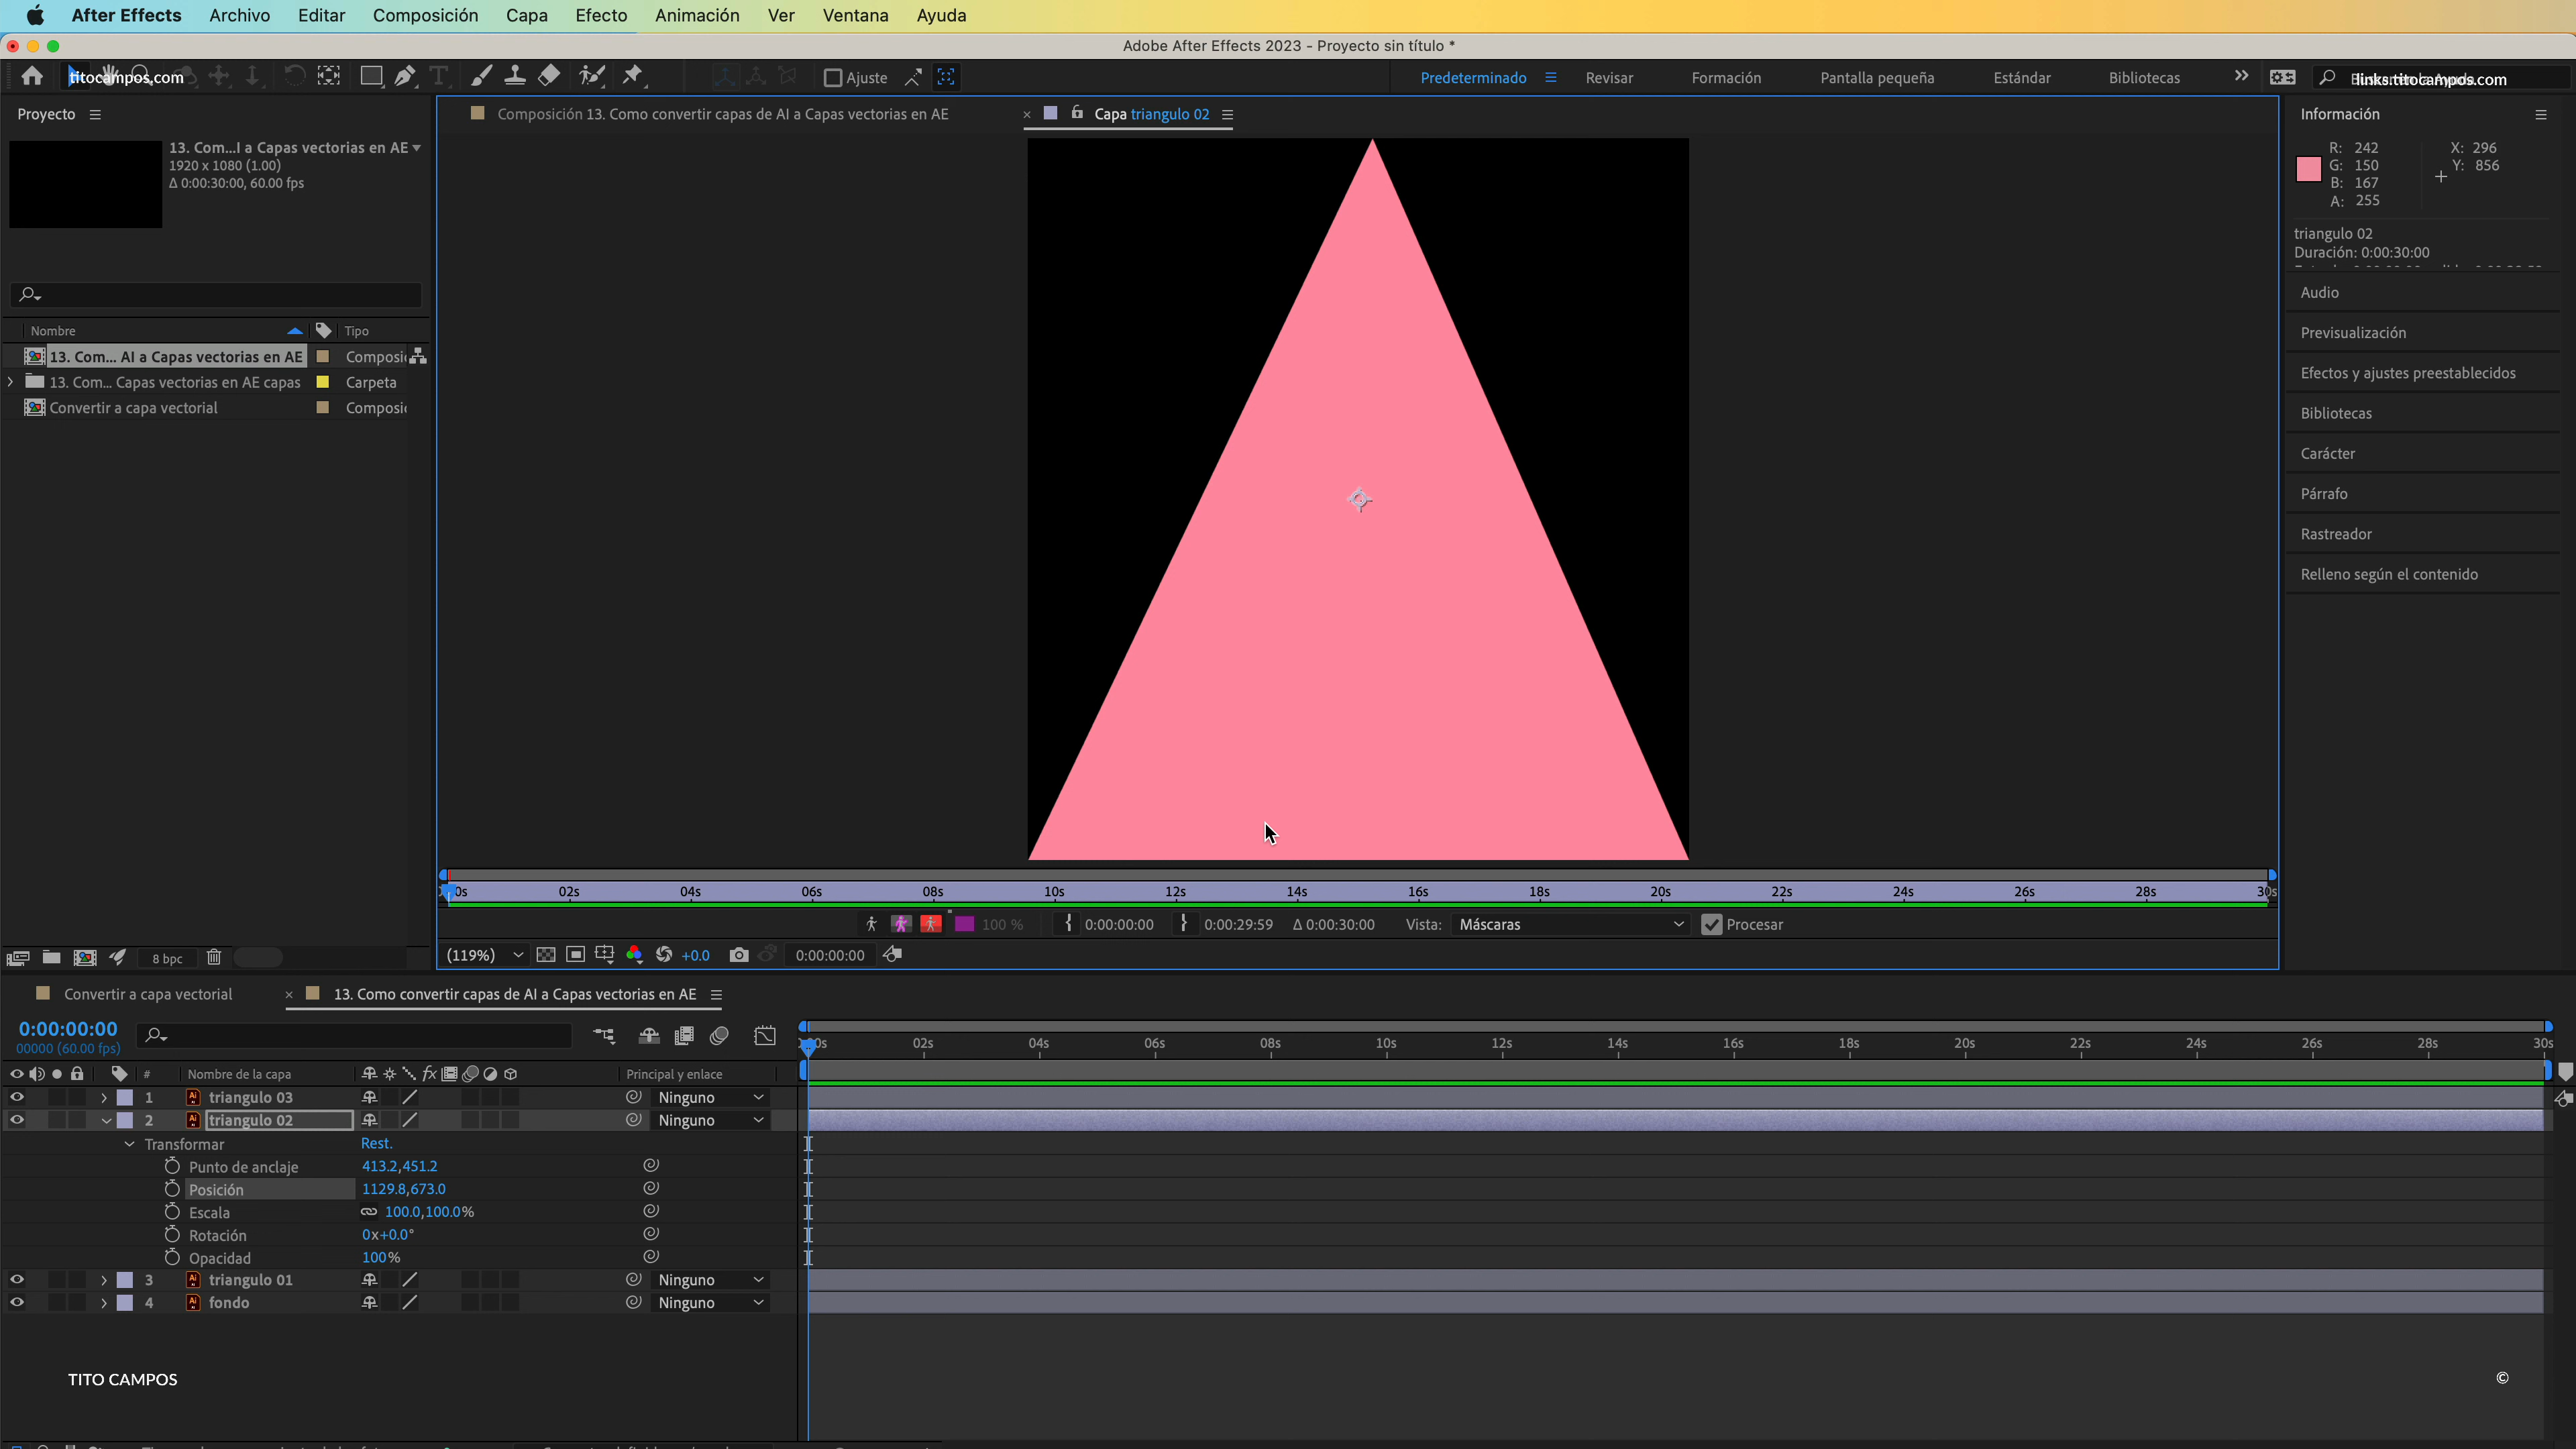 After Effects Archivo Editar Composición Capa Efecto Animación Ver Ventana Ayuda
Adobe After Effects 2023 - Proyecto sin título *
titocampos.com
Ajuste
Predeterminado Revisar Formación Pantalla pequeña Estándar Bibliotecas
links.titocampos.com
Proyecto
13. Com...l a Capas vectorias en AE
1920 x 1080 (1.00)
Δ 0:00:30:00, 60.00 fps
Nombre Tipo
13. Com... AI a Capas vectorias en AE
13. Com... Capas vectorias en AE capas Carpeta
Convertir a capa vectorial
8 bpc
Composición 13. Como convertir capas de AI a Capas vectorias en AE
Capa triangulo 02
02s 04s 06s 08s 10s 12s 14s 16s 18s 20s 22s 24s 26s 28s 30s
100 % 0:00:00:00 0:00:29:59 Δ 0:00:30:00 Vista: Máscaras Procesar
(119%) +0.0 0:00:00:00
Información
R: 242 X: 296
G: 150 Y: 856
B: 167
A: 255
triangulo 02
Duración: 0:00:30:00
Audio
Previsualización
Efectos y ajustes preestablecidos
Bibliotecas
Carácter
Párrafo
Rastreador
Relleno según el contenido
Convertir a capa vectorial
13. Como convertir capas de AI a Capas vectorias en AE
0:00:00:00
00000 (60.00 fps)
02s 04s 06s 08s 10s 12s 14s 16s 18s 20s 22s 24s 26s 28s 30s
# Nombre de la capa fx Principal y enlace
1 Ai triangulo 03 Ninguno
2 Ai triangulo 02 Ninguno
Transformar Rest.
Punto de anclaje 413.2,451.2
Posición 1129.8,673.0
Escala 100.0,100.0%
Rotación 0x+0.0°
Opacidad 100%
3 Ai triangulo 01 Ninguno
4 Ai fondo Ninguno
TITO CAMPOS
©